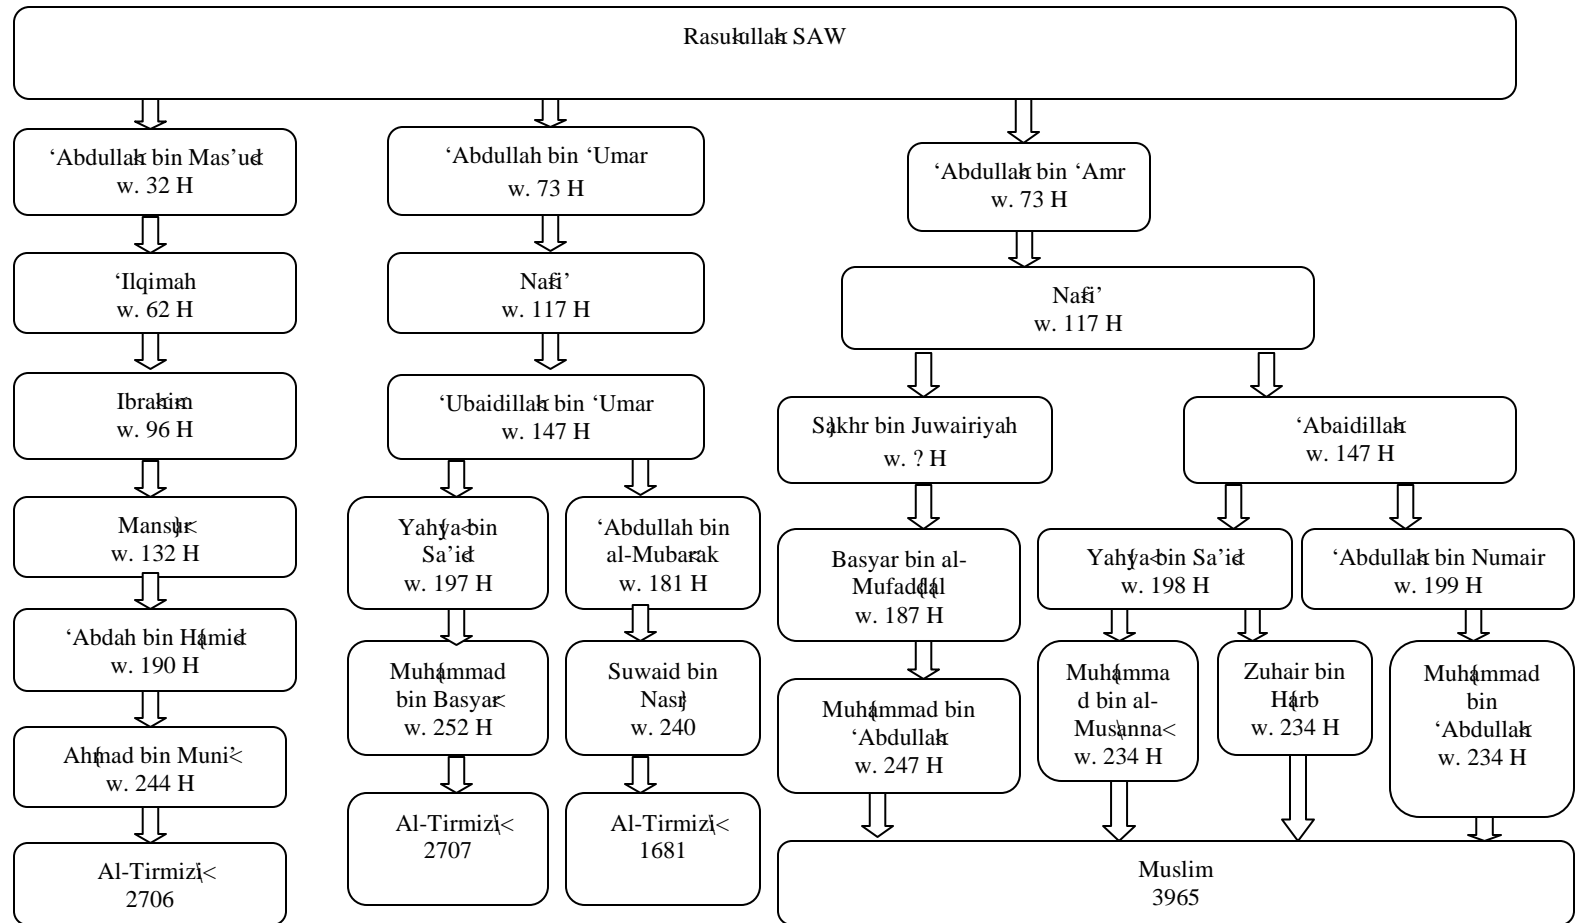 Rasulullah SAW
‘Abdullah bin Mas’ud
w. 32 H
‘Abdullah bin ‘Umar
w. 73 H
‘Abdullah bin ‘Amr
w. 73 H
‘Ilqimah
w. 62 H
Nafi’
w. 117 H
Nafi’
w. 117 H
Ibrahim
w. 96 H
‘Ubaidillah bin ‘Umar
w. 147 H
Sakhr bin Juwairiyah
w. ? H
‘Abaidillah
w. 147 H
Mansur
w. 132 H
Yahya bin
Sa’id
w. 197 H
‘Abdullah bin
al-Mubarak
w. 181 H
Basyar bin al-
Mufaddal
w. 187 H
Yahya bin Sa’id
w. 198 H
‘Abdullah bin Numair
w. 199 H
‘Abdah bin Hamid
w. 190 H
Muhammad
bin Basyar
w. 252 H
Suwaid bin
Nasr
w. 240
Muhammad bin
‘Abdullah
w. 247 H
Muhamma
d bin al-
Musanna
w. 234 H
Zuhair bin
Harb
w. 234 H
Muhammad
bin
‘Abdullah
w. 234 H
Ahmad bin Muni’
w. 244 H
Al-Tirmizi
2706
Al-Tirmizi
2707
Al-Tirmizi
1681
Muslim
3965